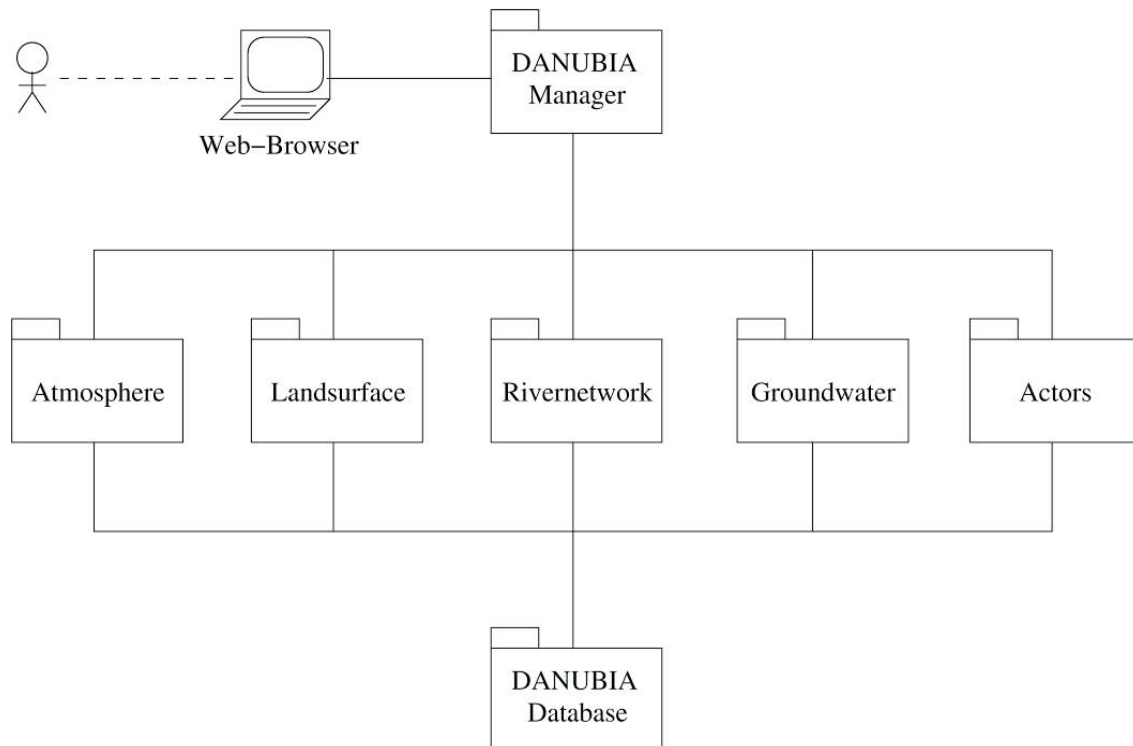 DANUBIA
Manager
Web−Browser
Atmosphere
Landsurface
Rivernetwork
Groundwater
Actors
DANUBIA
Database